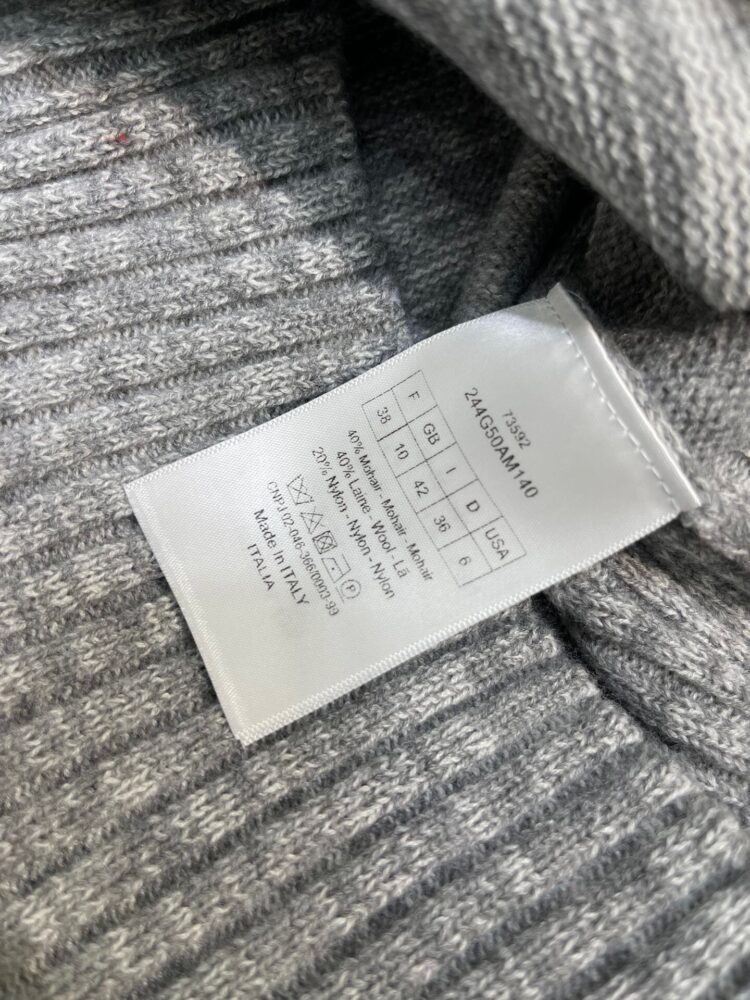 73592
244G50AM140
F GB I D USA
38 10 42 36 6
40% Mohair - Mohair - Mohair
40% Laine - Wool - Lã
20% Nylon - Nylon - Nylon
P
CNPJ 02-046-366/0003-99
Made in ITALY
ITALIA